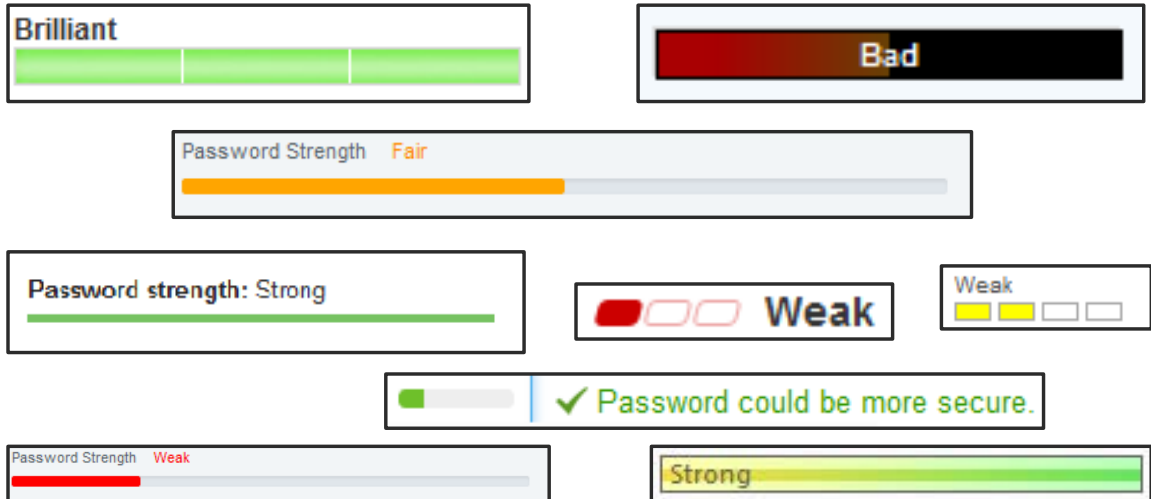 Brilliant
Bad
Password Strength Fair
Password strength: Strong
Weak
Weak
Password could be more secure.
Password Strength Weak
Strong